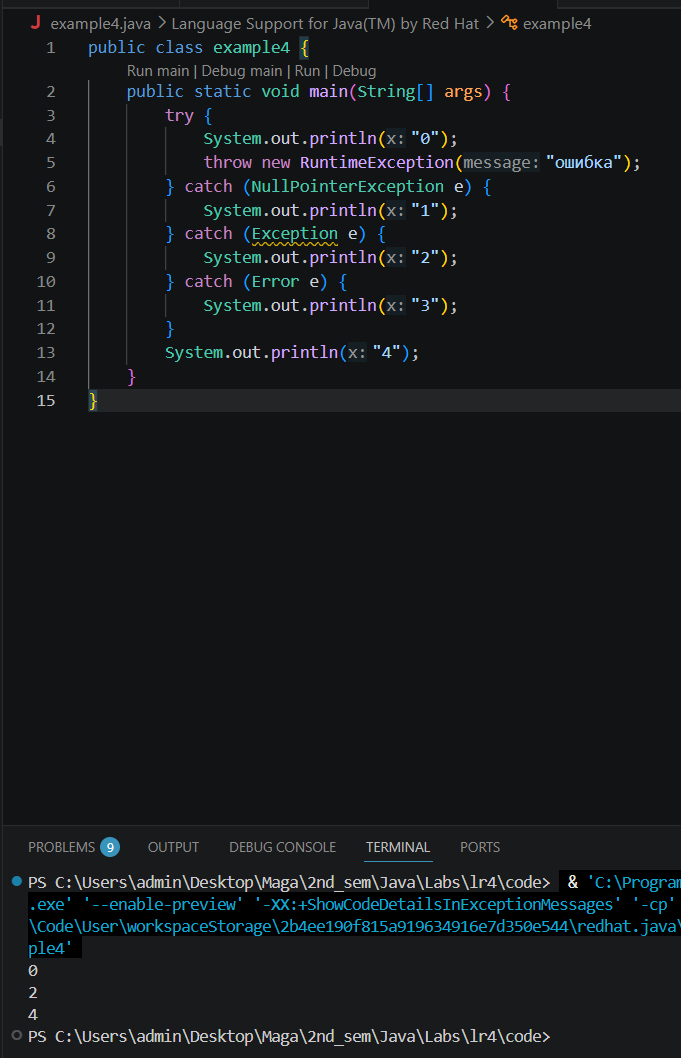 example4.java > Language Support for Java(TM) by Red Hat > example4
1 public class example4 {
Run main | Debug main | Run | Debug
2 public static void main(String[] args) {
3 try {
4 System.out.println(x: "0");
5 throw new RuntimeException(message: "ошибка");
6 } catch (NullPointerException e) {
7 System.out.println(x: "1");
8 } catch (Exception e) {
9 System.out.println(x: "2");
10 } catch (Error e) {
11 System.out.println(x: "3");
12 }
13 System.out.println(x: "4");
14 }
15 }
PROBLEMS 9 OUTPUT DEBUG CONSOLE TERMINAL PORTS
PS C:\Users\admin\Desktop\Maga\2nd_sem\Java\Labs\lr4\code> & 'C:\Program
.exe' '--enable-preview' '-XX:+ShowCodeDetailsInExceptionMessages' '-cp'
\Code\User\workspaceStorage\2b4ee190f815a919634916e7d350e544\redhat.java\
ple4'
0
2
4
PS C:\Users\admin\Desktop\Maga\2nd_sem\Java\Labs\lr4\code>